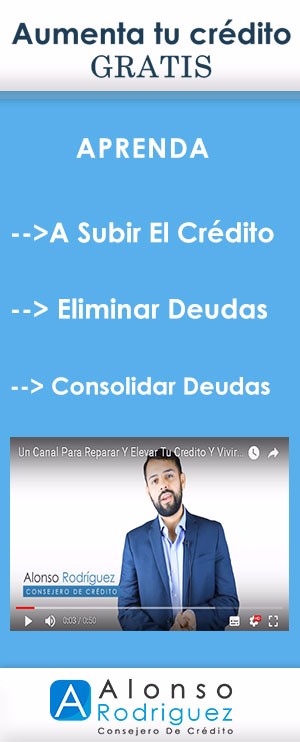 Aumenta tu crédito
GRATIS
APRENDA
-->A Subir El Crédito
--> Eliminar Deudas
--> Consolidar Deudas
Un Canal Para Reparar Y Elevar Tu Credito Y Vivir...
Alonso Rodríguez
CONSEJERO DE CRÉDITO
0:03 / 0:50
A Alonso
Rodriguez
Consejero De Crédito